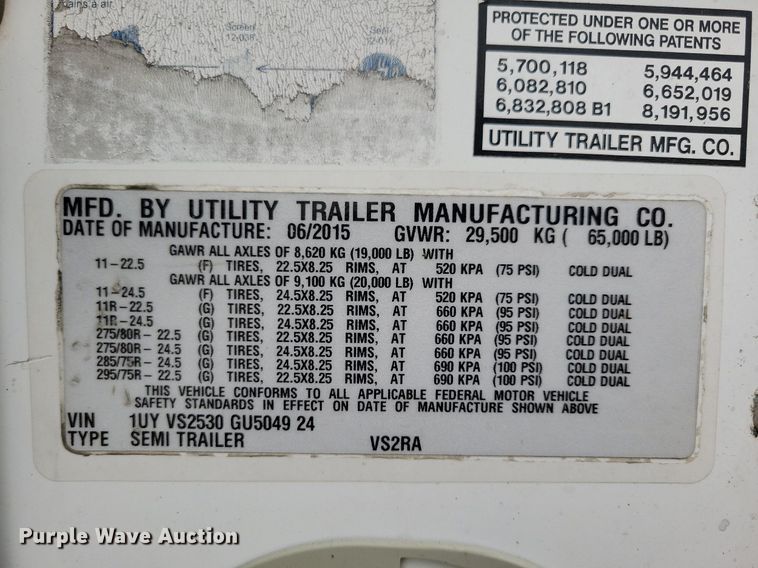 ains a air
Screen
12-038
PROTECTED UNDER ONE OR MORE
OF THE FOLLOWING PATENTS
5,700,118 5,944,464
6,082,810 6,652,019
6,832,808 B1 8,191,956
UTILITY TRAILER MFG. CO.
MFD. BY UTILITY TRAILER MANUFACTURING CO.
DATE OF MANUFACTURE: 06/2015 GVWR: 29,500 KG ( 65,000 LB)
GAWR ALL AXLES OF 8,620 KG (19,000 LB) WITH
11-22.5 (F) TIRES, 22.5X8.25 RIMS, AT 520 KPA (75 PSI) COLD DUAL
GAWR ALL AXLES OF 9,100 KG (20,000 LB) WITH
11-24.5 (F) TIRES, 24.5X8.25 RIMS, AT 520 KPA (75 PSI) COLD DUAL
11R-22.5 (G) TIRES, 22.5X8.25 RIMS, AT 660 KPA (95 PSI) COLD DUAL
11R-24.5 (G) TIRES, 24.5X8.25 RIMS, AT 660 KPA (95 PSI) COLD DUAL
275/80R-22.5 (G) TIRES, 22.5X8.25 RIMS, AT 660 KPA (95 PSI) COLD DUAL
275/80R-24.5 (G) TIRES, 24.5X8.25 RIMS, AT 660 KPA (95 PSI) COLD DUAL
285/75R-24.5 (G) TIRES, 24.5X8.25 RIMS, AT 690 KPA (100 PSI) COLD DUAL
295/75R-22.5 (G) TIRES, 22.5X8.25 RIMS, AT 690 KPA (100 PSI) COLD DUAL
THIS VEHICLE CONFORMS TO ALL APPLICABLE FEDERAL MOTOR VEHICLE
SAFETY STANDARDS IN EFFECT ON DATE OF MANUFACTURE SHOWN ABOVE
VIN 1UY VS2530 GU5049 24
TYPE SEMI TRAILER VS2RA
Purple Wave Auction